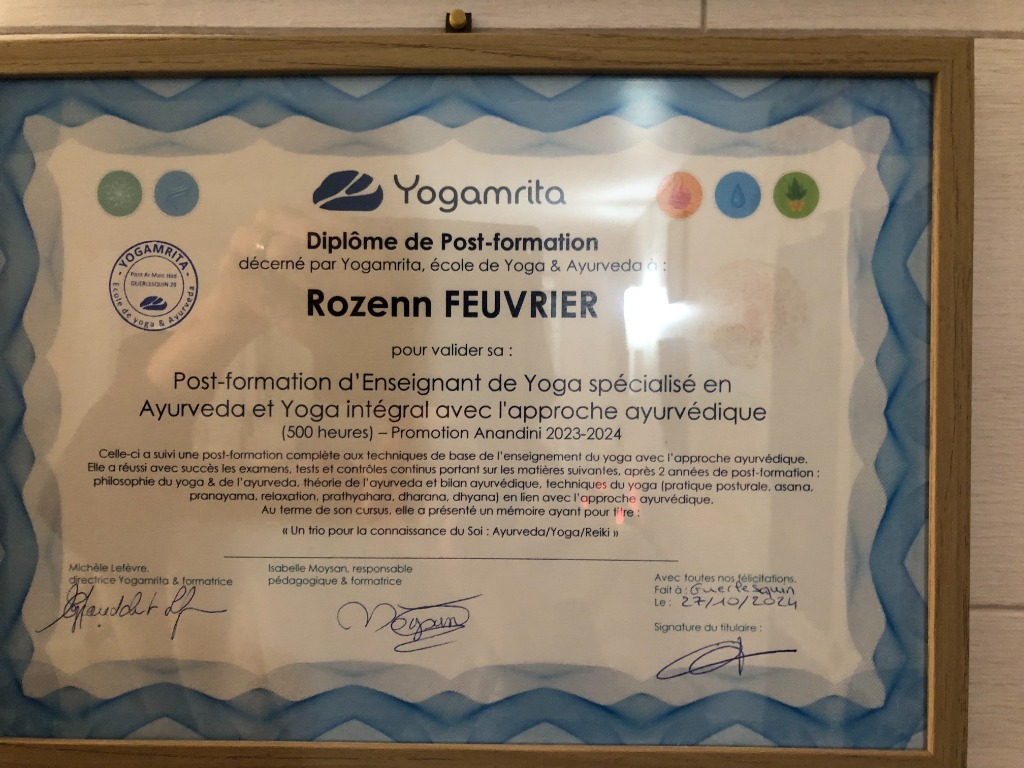 Yogamrita
YOGAMRITA
Pont Ar Marc Had
GUERLESQUIN 29
Ecole de yoga & Ayurveda
Diplôme de Post-formation
décerné par Yogamrita, école de Yoga & Ayurveda à :
Rozenn FEUVRIER
pour valider sa :
Post-formation d'Enseignant de Yoga spécialisé en
Ayurveda et Yoga intégral avec l'approche ayurvédique
(500 heures) – Promotion Anandini 2023-2024
Celle-ci a suivi une post-formation complète aux techniques de base de l'enseignement du yoga avec l'approche ayurvédique.
Elle a réussi avec succès les examens, tests et contrôles continus portant sur les matières suivantes, après 2 années de post-formation :
philosophie du yoga & de l'ayurveda, théorie de l'ayurveda et bilan ayurvédique, techniques du yoga (pratique posturale, asana,
pranayama, relaxation, prathyahara, dharana, dhyana) en lien avec l'approche ayurvédique.
Au terme de son cursus, elle a présenté un mémoire ayant pour titre :
« Un trio pour la connaissance du Soi : Ayurveda/Yoga/Reiki »
Michèle Lefèvre,
directrice Yogamrita & formatrice
Isabelle Moysan, responsable
pédagogique & formatrice
Moysan
Avec toutes nos félicitations.
Fait à : Guerlesquin
Le : 27/10/2024
Signature du titulaire :